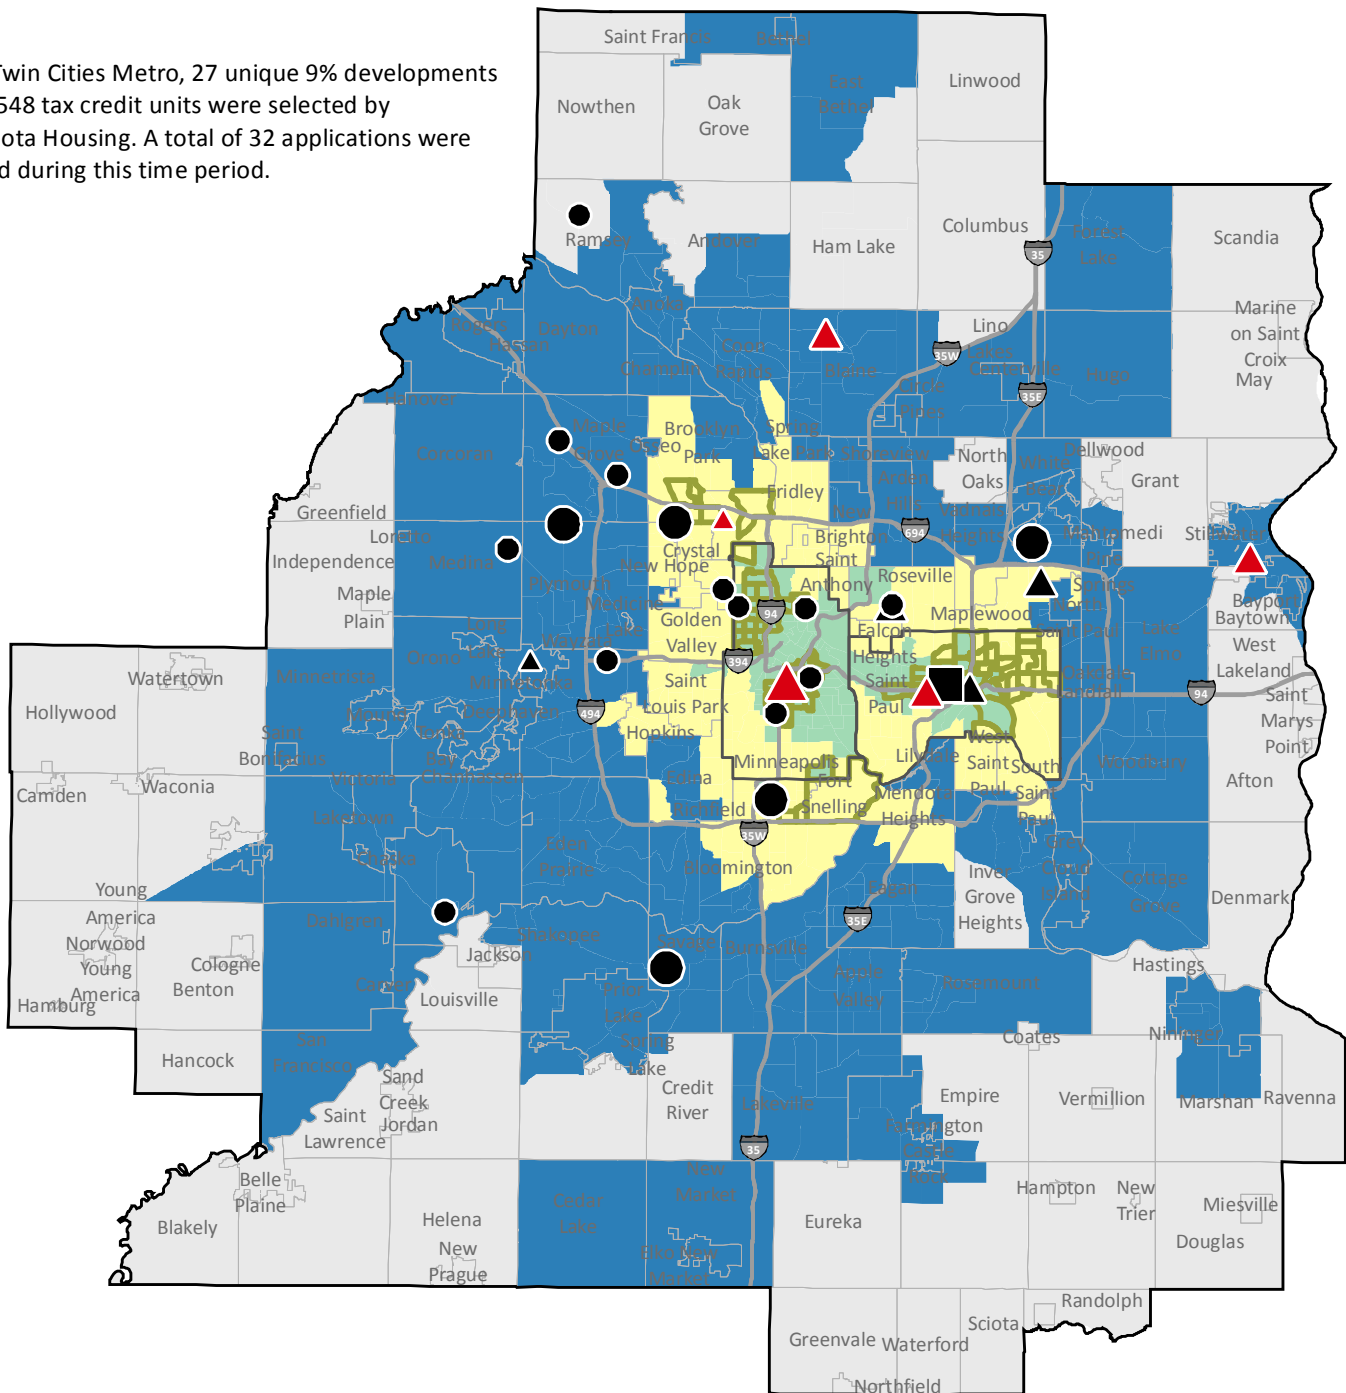 Twin Cities Metro, 27 unique 9% developments
548 tax credit units were selected by
ota Housing. A total of 32 applications were
d during this time period.
Saint Francis
Bethel
Linwood
Nowthen
Oak
Grove
East
Bethel
Ramsey
Andover
Ham Lake
Columbus
Forest
Lake
Scandia
35
Marine
on Saint
Croix
May
Anoka
Rogers
Hassan
Dayton
Champlin
Coon
Rapids
Blaine
Lino
Lakes
35W
Centerville
Circle
Pines
Hugo
35E
Hanover
Corcoran
Maple
Grove
Osseo
Brooklyn
Park
Spring
Lake Park
Shoreview
Arden
Hills
North
Oaks
White
Bear
Dellwood
Grant
Greenfield
Loretto
Independence
Medina
Maple
Plain
Plymouth
Medicine
Lake
Crystal
New Hope
Fridley
New
Brighton
Saint
Anthony
694
Vadnais
Heights
Mahtomedi
Pine
Springs
Stillwater
Bayport
Baytown
West
Lakeland
Roseville
Maplewood
North
Saint Paul
Lake
Elmo
Oakdale
Landfall
Golden
Valley
94
394
Falcon
Heights
Saint
Paul
94
Saint
Marys
Point
Afton
Watertown
Hollywood
Minnetrista
Orono
Long
Lake
Wayzata
Minnetonka
Deephaven
Mound
Tonka
Bay
Saint
Bonifacius
Victoria
Chanhassen
494
Saint
Louis Park
Hopkins
Edina
Minneapolis
Richfield
Fort
Snelling
Lilydale
Mendota
Heights
West
Saint
Paul
South
Saint
Paul
Woodbury
Camden
Waconia
Laketown
Chaska
Eden
Prairie
35W
Bloomington
Eagan
35E
Inver
Grove
Heights
Grey
Cloud
Island
Cottage
Grove
Denmark
Young
America
Norwood
Young
America
Hamburg
Cologne
Benton
Dahlgren
Carver
Jackson
Louisville
Shakopee
Savage
Burnsville
Prior
Lake
Spring
Lake
Apple
Valley
Rosemount
Hastings
Nininger
Coates
Hancock
San
Francisco
Sand
Creek
Jordan
Saint
Lawrence
Credit
River
Lakeville
35
Empire
Farmington
Castle
Rock
Vermillion
Marshan
Ravenna
Belle
Plaine
Blakely
Helena
New
Prague
Cedar
Lake
New
Market
Elko New
Market
Eureka
Hampton
New
Trier
Miesville
Douglas
Greenvale
Waterford
Sciota
Randolph
Northfield